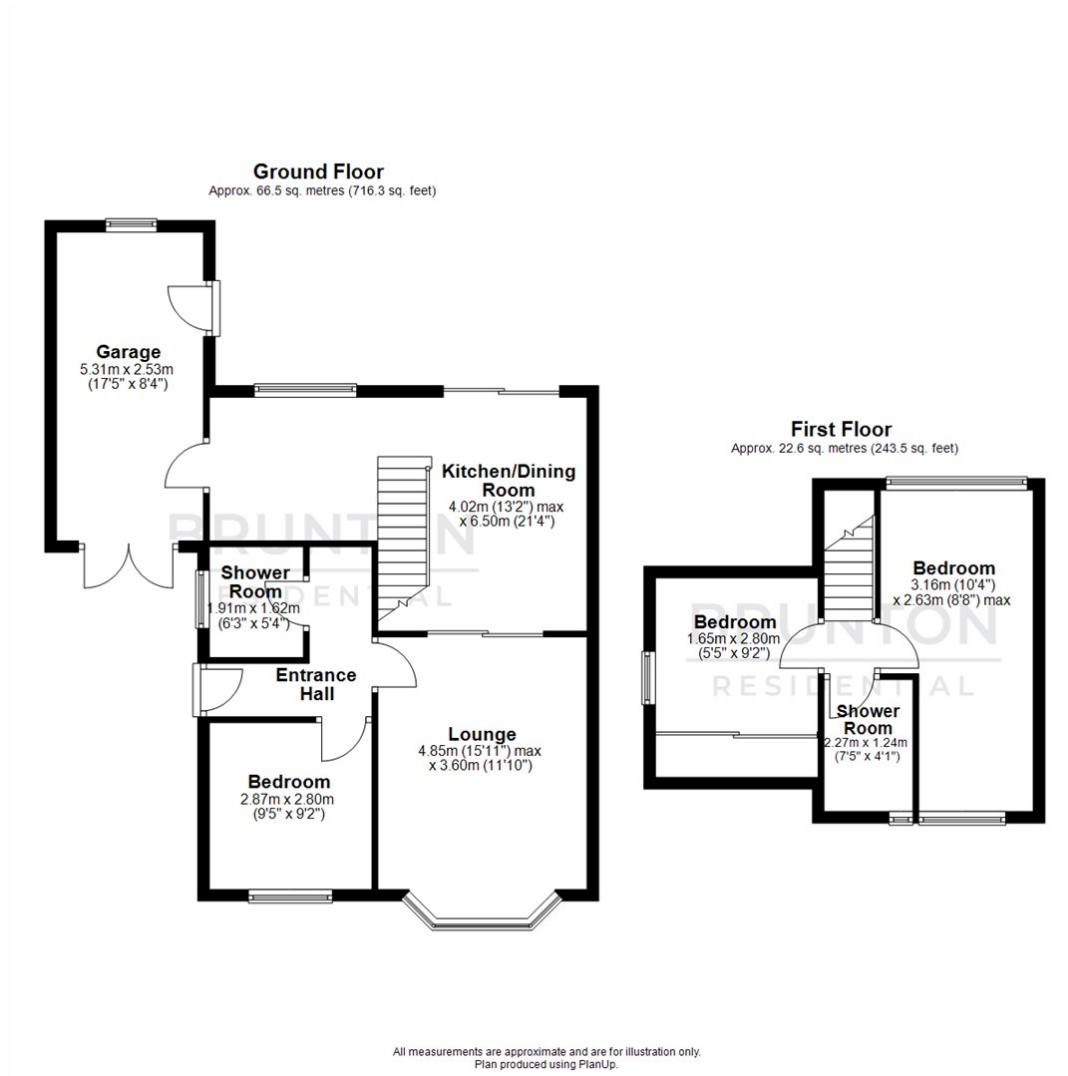 Ground Floor
Approx. 66.5 sq. metres (716.3 sq. feet)
Garage
5.31m x 2.53m
(17'5" x 8'4")
Kitchen/Dining
Room
4.02m (13'2") max
x 6.50m (21'4")
BRUNTON
RESIDENTIAL
Shower
Room
1.91m x 1.62m
(6'3" x 5'4")
Entrance
Hall
Lounge
4.85m (15'11") max
x 3.60m (11'10")
Bedroom
2.87m x 2.80m
(9'5" x 9'2")
First Floor
Approx. 22.6 sq. metres (243.5 sq. feet)
Bedroom
3.16m (10'4")
x 2.63m (8'8") max
Bedroom
1.65m x 2.80m
(5'5" x 9'2")
BRUNTON
RESIDENTIAL
Shower
Room
2.27m x 1.24m
(7'5" x 4'1")
All measurements are approximate and are for illustration only.
Plan produced using PlanUp.